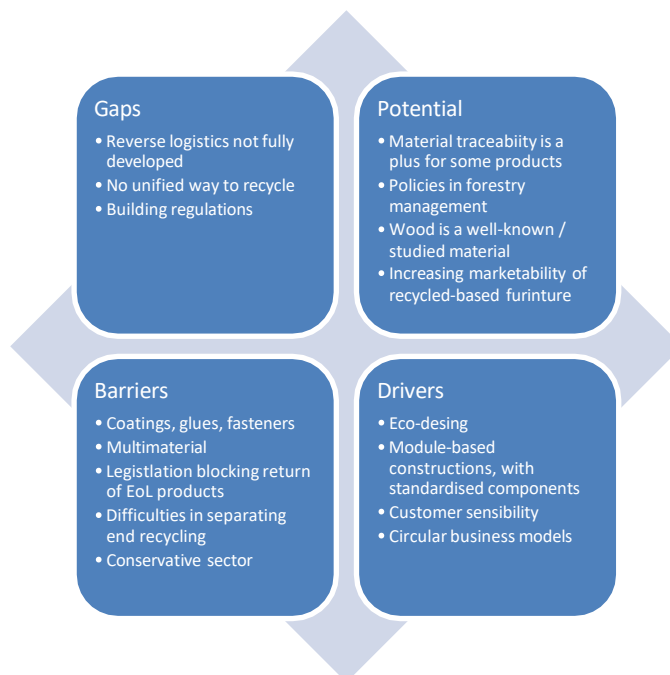 Gaps
• Reverse logistics not fully
developed
• No unified way to recycle
• Building regulations
Potential
• Material traceabiity is a
plus for some products
• Policies in forestry
management
• Wood is a well-known /
studied material
• Increasing marketability of
recycled-based furinture
Barriers
• Coatings, glues, fasteners
• Multimaterial
• Legistlation blocking return
of EoL products
• Difficulties in separating
end recycling
• Conservative sector
Drivers
• Eco-desing
• Module-based
constructions, with
standardised components
• Customer sensibility
• Circular business models